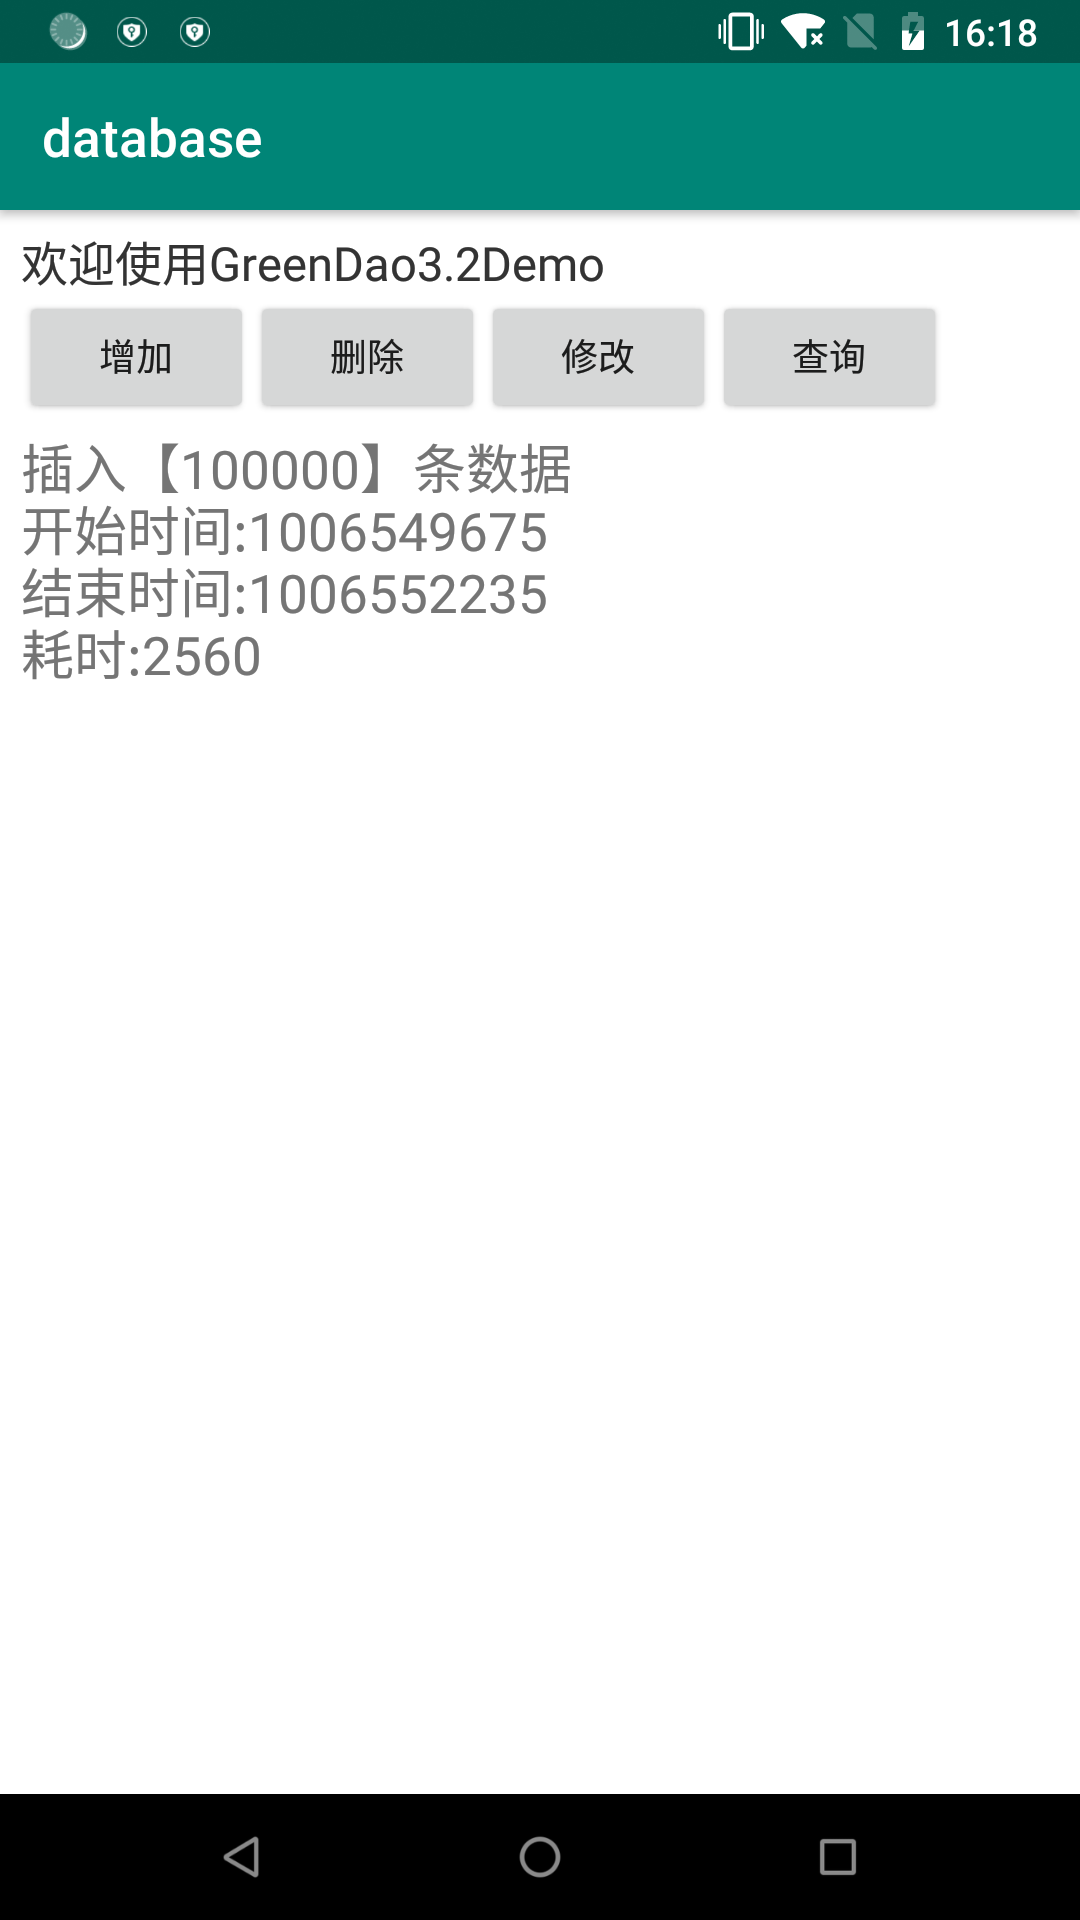 16:18
database
欢迎使用GreenDao3.2Demo
增加 删除 修改 查询
插入【100000】条数据
开始时间:1006549675
结束时间:1006552235
耗时:2560